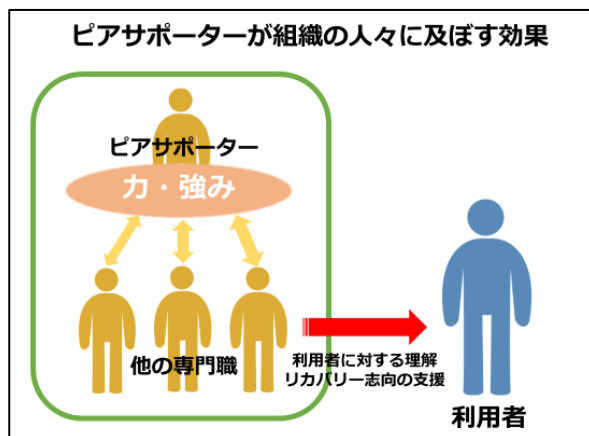 ピアサポーターが組織の人々に及ぼす効果
ピアサポーター
力・強み
他の専門職
利用者に対する理解
リカバリー志向の支援
利用者